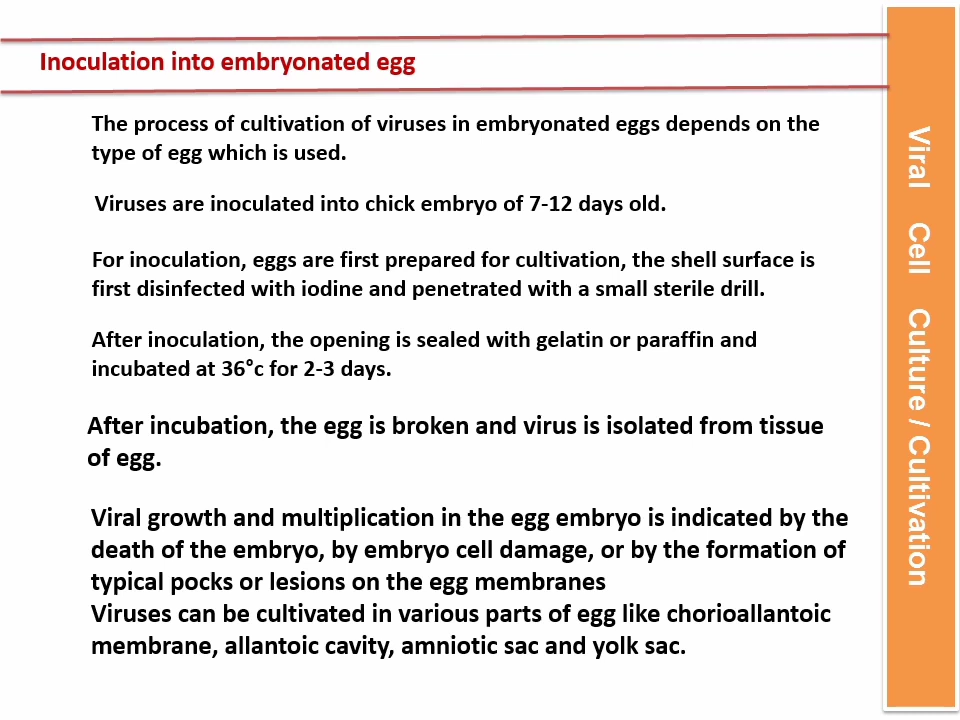 Inoculation into embryonated egg
The process of cultivation of viruses in embryonated eggs depends on the
type of egg which is used.
Viruses are inoculated into chick embryo of 7-12 days old.
For inoculation, eggs are first prepared for cultivation, the shell surface is
first disinfected with iodine and penetrated with a small sterile drill.
After inoculation, the opening is sealed with gelatin or paraffin and
incubated at 36°c for 2-3 days.
After incubation, the egg is broken and virus is isolated from tissue
of egg.
Viral growth and multiplication in the egg embryo is indicated by the
death of the embryo, by embryo cell damage, or by the formation of
typical pocks or lesions on the egg membranes
Viruses can be cultivated in various parts of egg like chorioallantoic
membrane, allantoic cavity, amniotic sac and yolk sac.
Viral Cell Culture / Cultivation